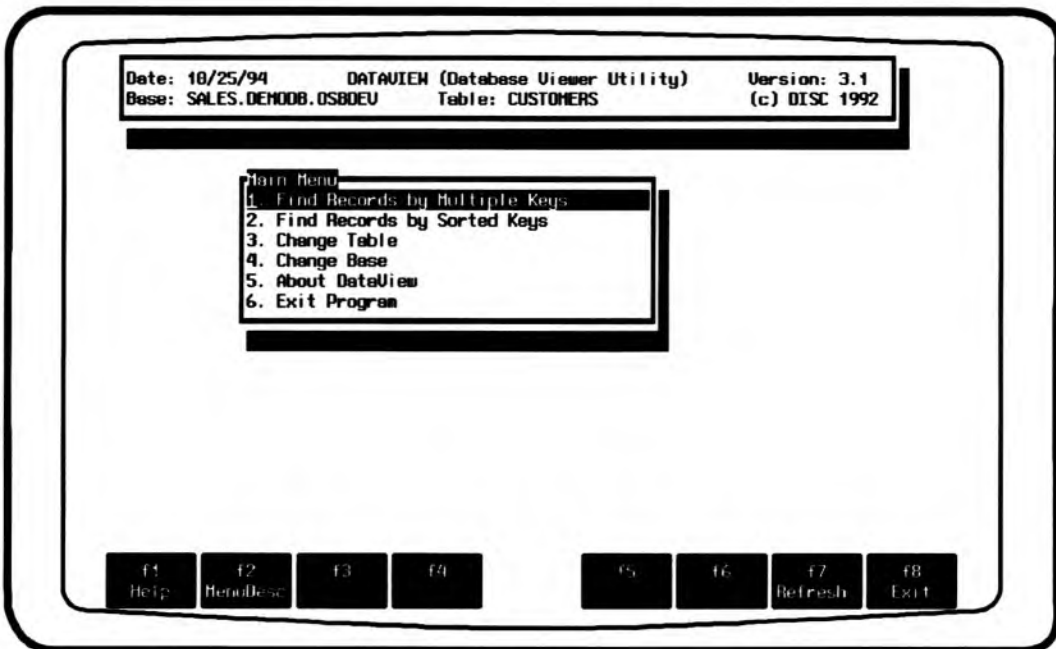 Date: 10/25/94 DATAVIEW (Database Viewer Utility) Version: 3.1
Base: SALES.DEMODB.OSBDEV Table: CUSTOMERS (c) DISC 1992
Main Menu
1. Find Records by Multiple Keys
2. Find Records by Sorted Keys
3. Change Table
4. Change Base
5. About DataView
6. Exit Program
f1 f2 f3 f4 f5 f6 f7 f8
Help MenuDesc Refresh Exit